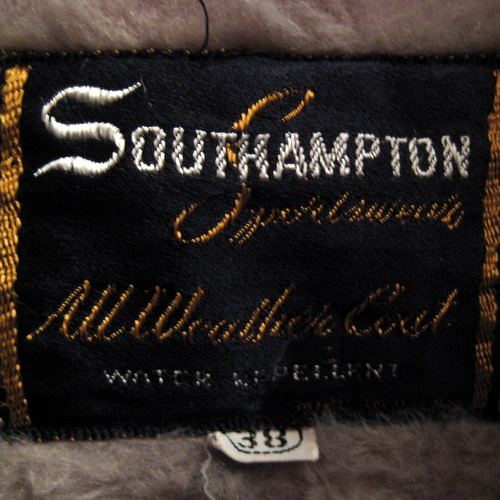 SOUTHAMPTON
Sportswear
All Weather Coat
WATER REPELLENT
38